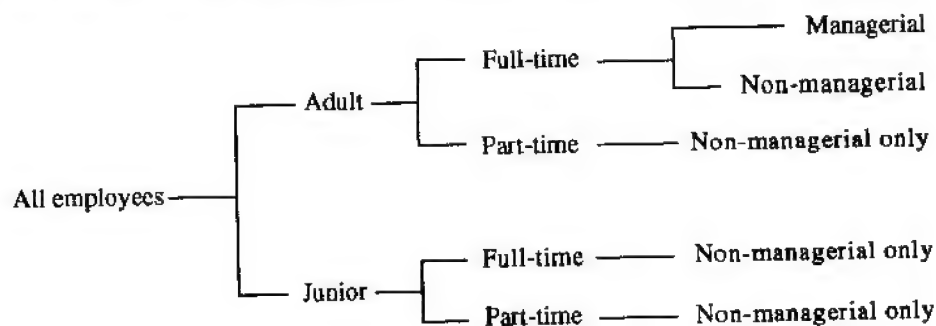 Managerial
Full-time
Non-managerial
Adult
Part-time
Non-managerial only
All employees
Full-time
Non-managerial only
Junior
Part-time
Non-managerial only